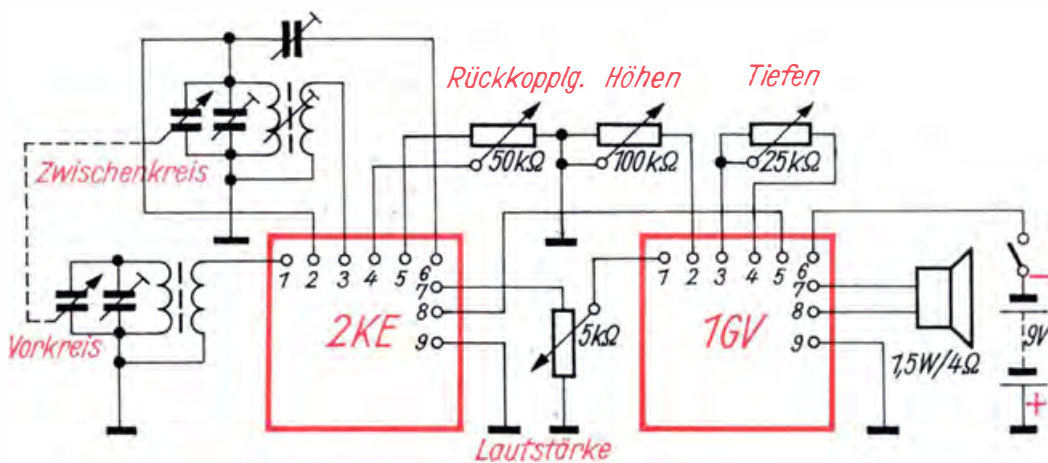 Rückkopplg. Höhen Tiefen
50kΩ 100kΩ 25kΩ
Zwischenkreis
1 2 3 4 5 6
7
8
9
2KE
1 2 3 4 5 6
7
8
9
1GV
Vorkreis
5kΩ
1,5W/4Ω
−
9V
+
Lautstärke